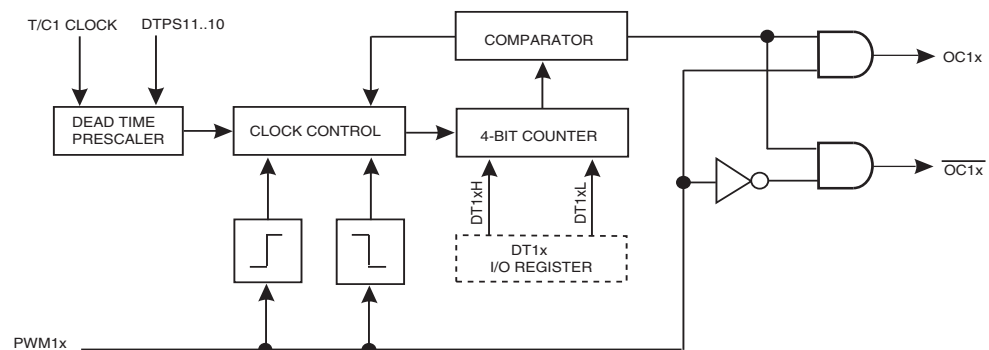 T/C1 CLOCK
DTPS11..10
COMPARATOR
OC1x
DEAD TIME
PRESCALER
CLOCK CONTROL
4-BIT COUNTER
OC1x
DT1xH
DT1xL
DT1x
I/O REGISTER
PWM1x